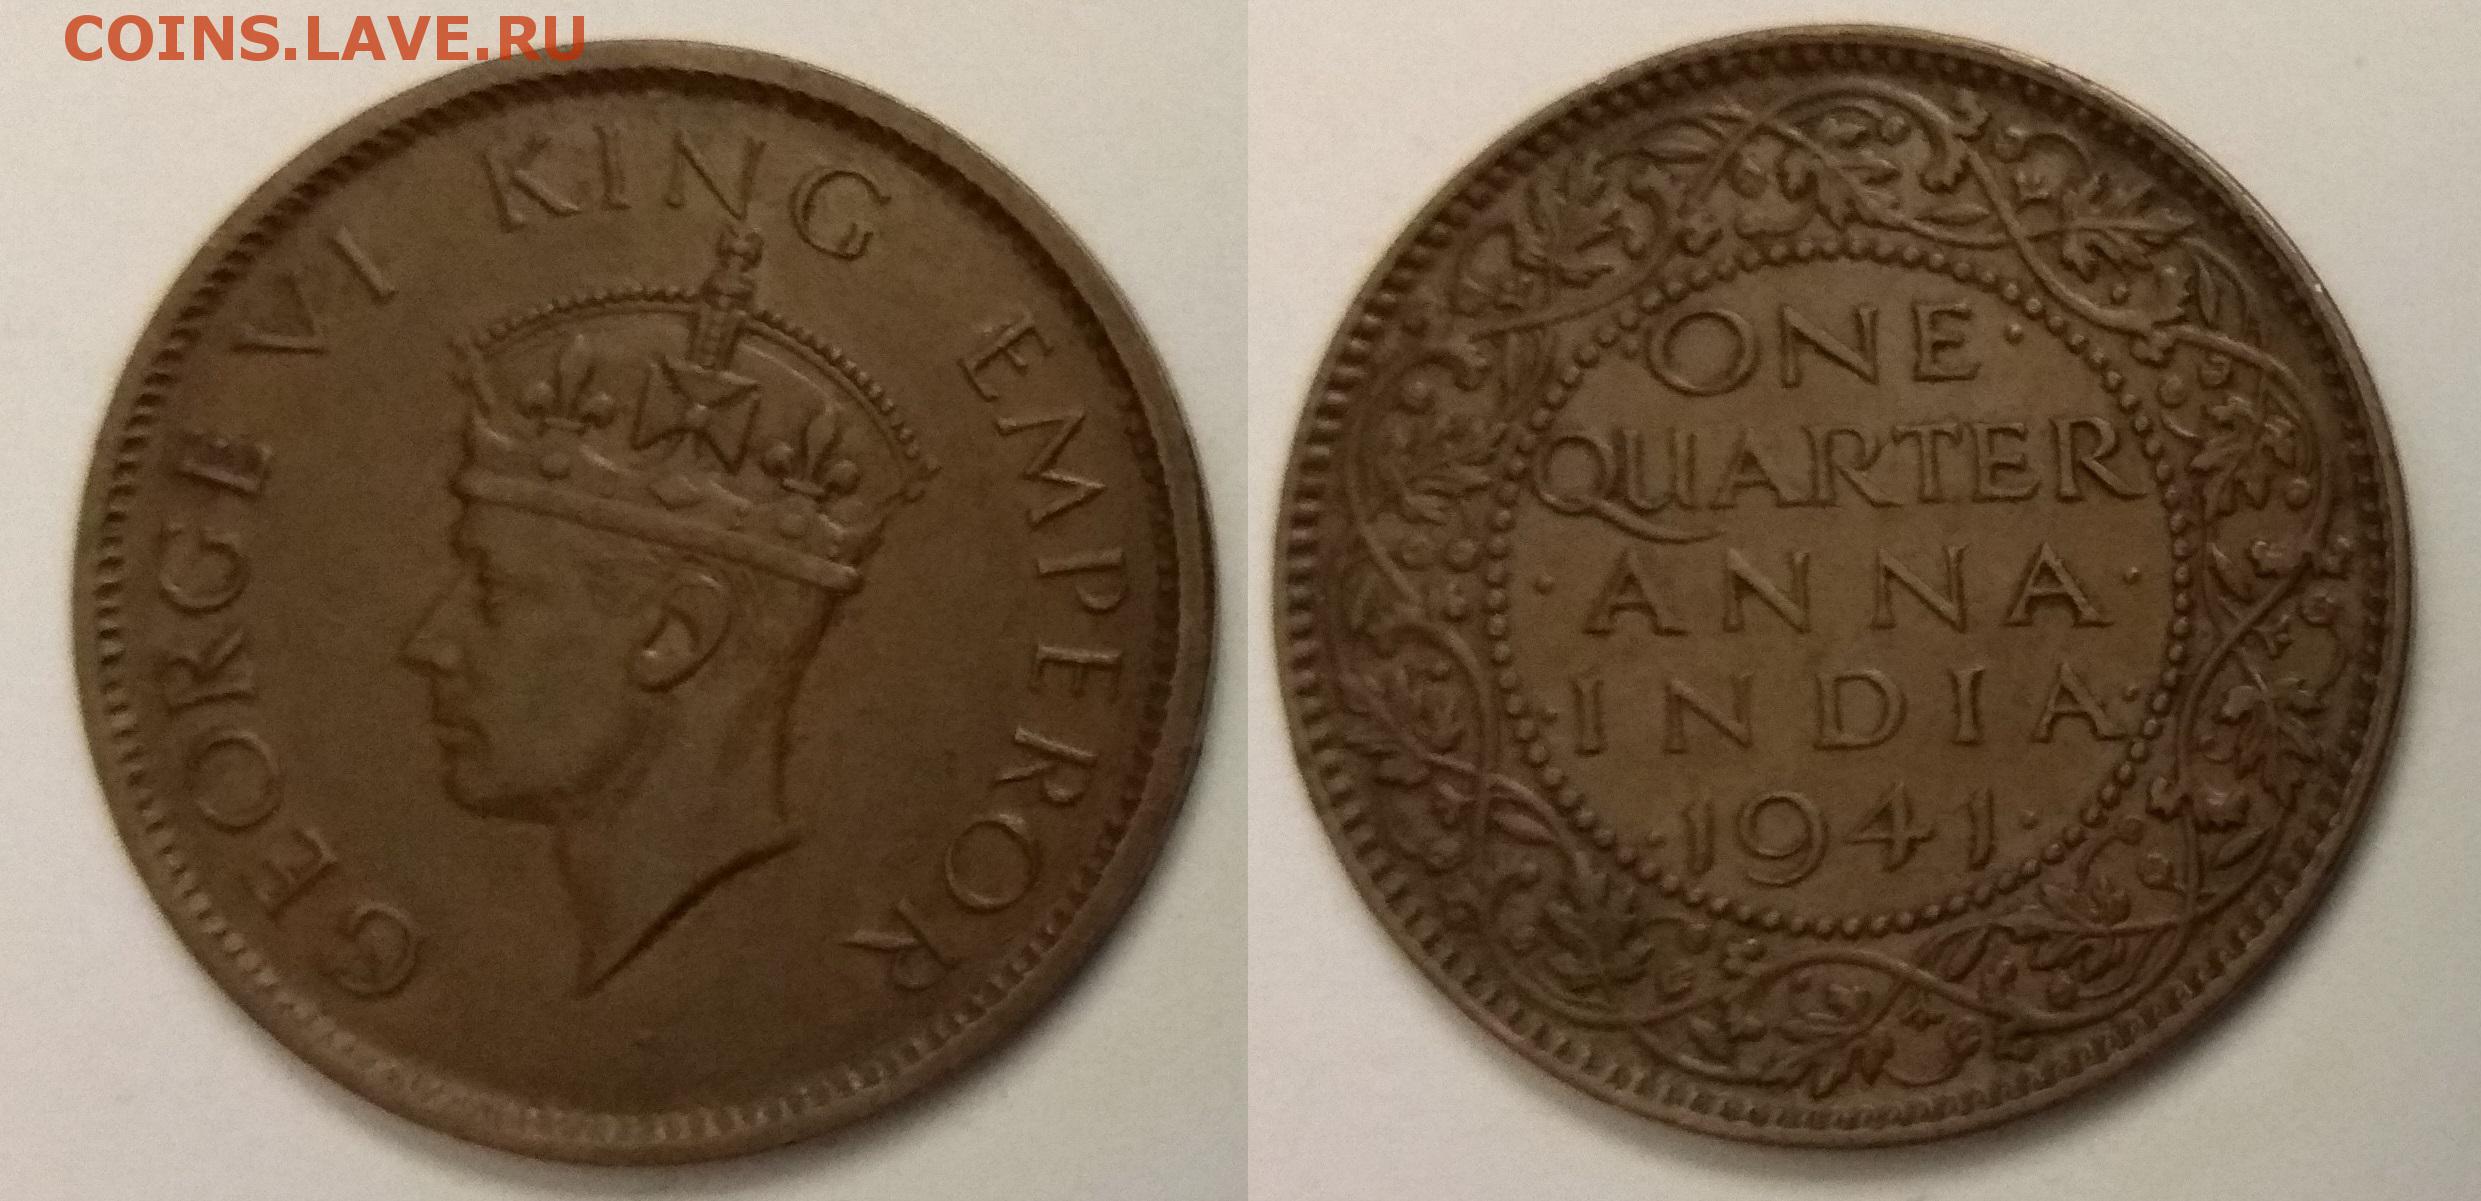 COINS.LAVE.RU
GEORGE VI KING EMPEROR
ONE
QUARTER
ANNA
INDIA
1941